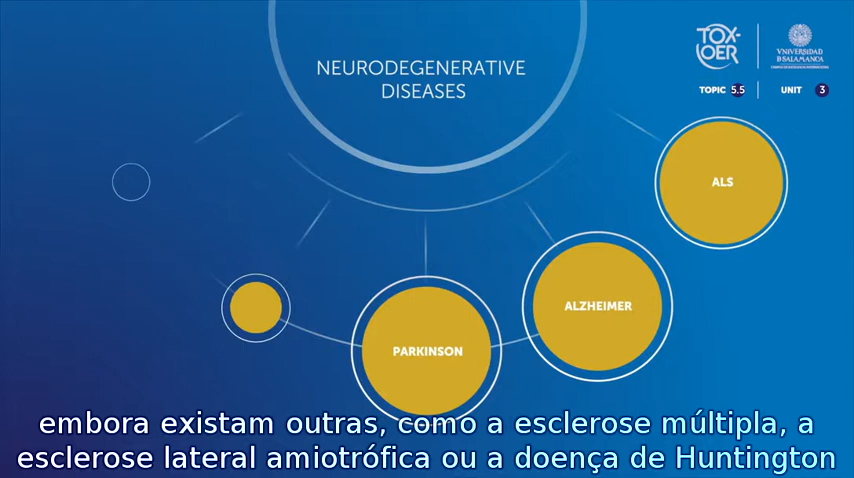 NEURODEGENERATIVE
DISEASES
TOX-
OER
VNIVERSIDAD
D SALAMANCA
TOPIC 5.5
UNIT 3
ALS
ALZHEIMER
PARKINSON
embora existam outras, como a esclerose múltipla, a
esclerose lateral amiotrófica ou a doença de Huntington